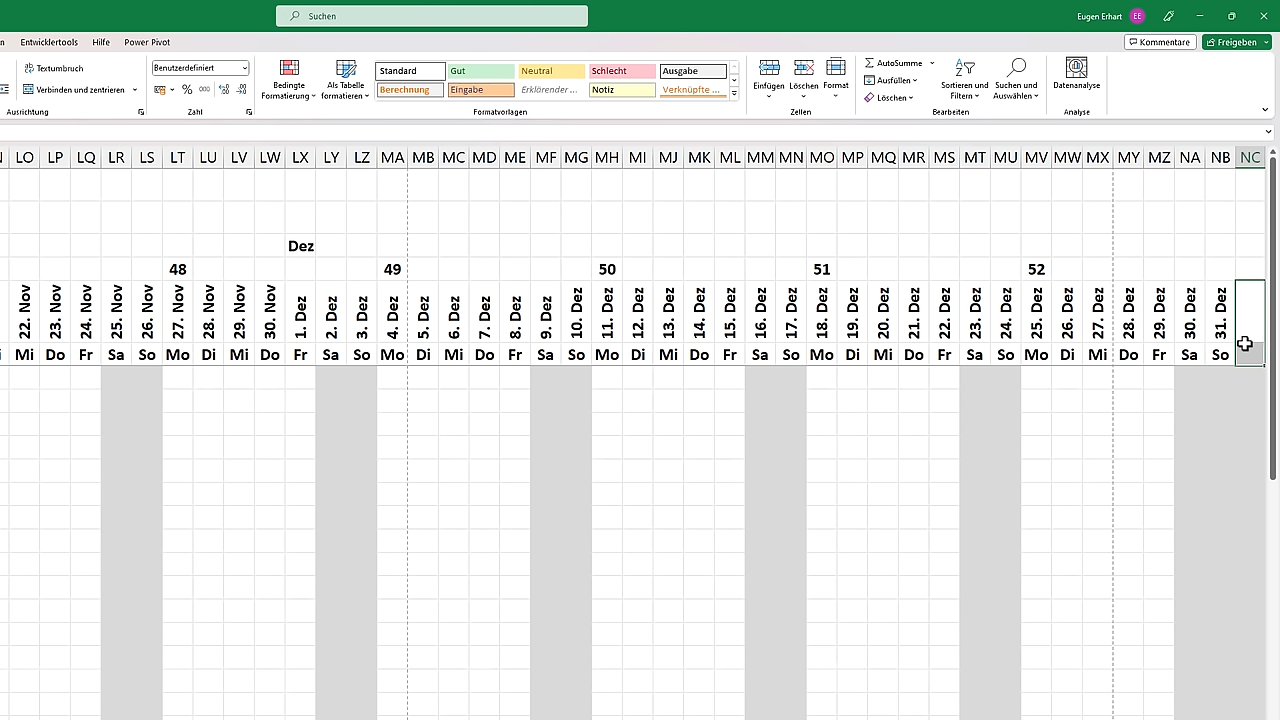 Suchen
Eugen Erhart EE
n Entwicklertools Hilfe Power Pivot
Kommentare Freigeben
Textumbruch
Verbinden und zentrieren
Ausrichtung
Benutzerdefiniert
% 000
Zahl
Bedingte Formatierung
Als Tabelle formatieren
Standard Gut Neutral Schlecht Ausgabe
Berechnung Eingabe Erklärender ... Notiz Verknüpfte ...
Formatvorlagen
Einfügen Löschen Format
Zellen
AutoSumme
Ausfüllen
Löschen
Sortieren und Filtern
Suchen und Auswählen
Bearbeiten
Datenanalyse
Analyse
LO LP LQ LR LS LT LU LV LW LX LY LZ MA MB MC MD ME MF MG MH MI MJ MK ML MM MN MO MP MQ MR MS MT MU MV MW MX MY MZ NA NB NC
Dez
48 49 50 51 52
22. Nov 23. Nov 24. Nov 25. Nov 26. Nov 27. Nov 28. Nov 29. Nov 30. Nov 1. Dez 2. Dez 3. Dez 4. Dez 5. Dez 6. Dez 7. Dez 8. Dez 9. Dez 10. Dez 11. Dez 12. Dez 13. Dez 14. Dez 15. Dez 16. Dez 17. Dez 18. Dez 19. Dez 20. Dez 21. Dez 22. Dez 23. Dez 24. Dez 25. Dez 26. Dez 27. Dez 28. Dez 29. Dez 30. Dez 31. Dez
Mi Do Fr Sa So Mo Di Mi Do Fr Sa So Mo Di Mi Do Fr Sa So Mo Di Mi Do Fr Sa So Mo Di Mi Do Fr Sa So Mo Di Mi Do Fr Sa So